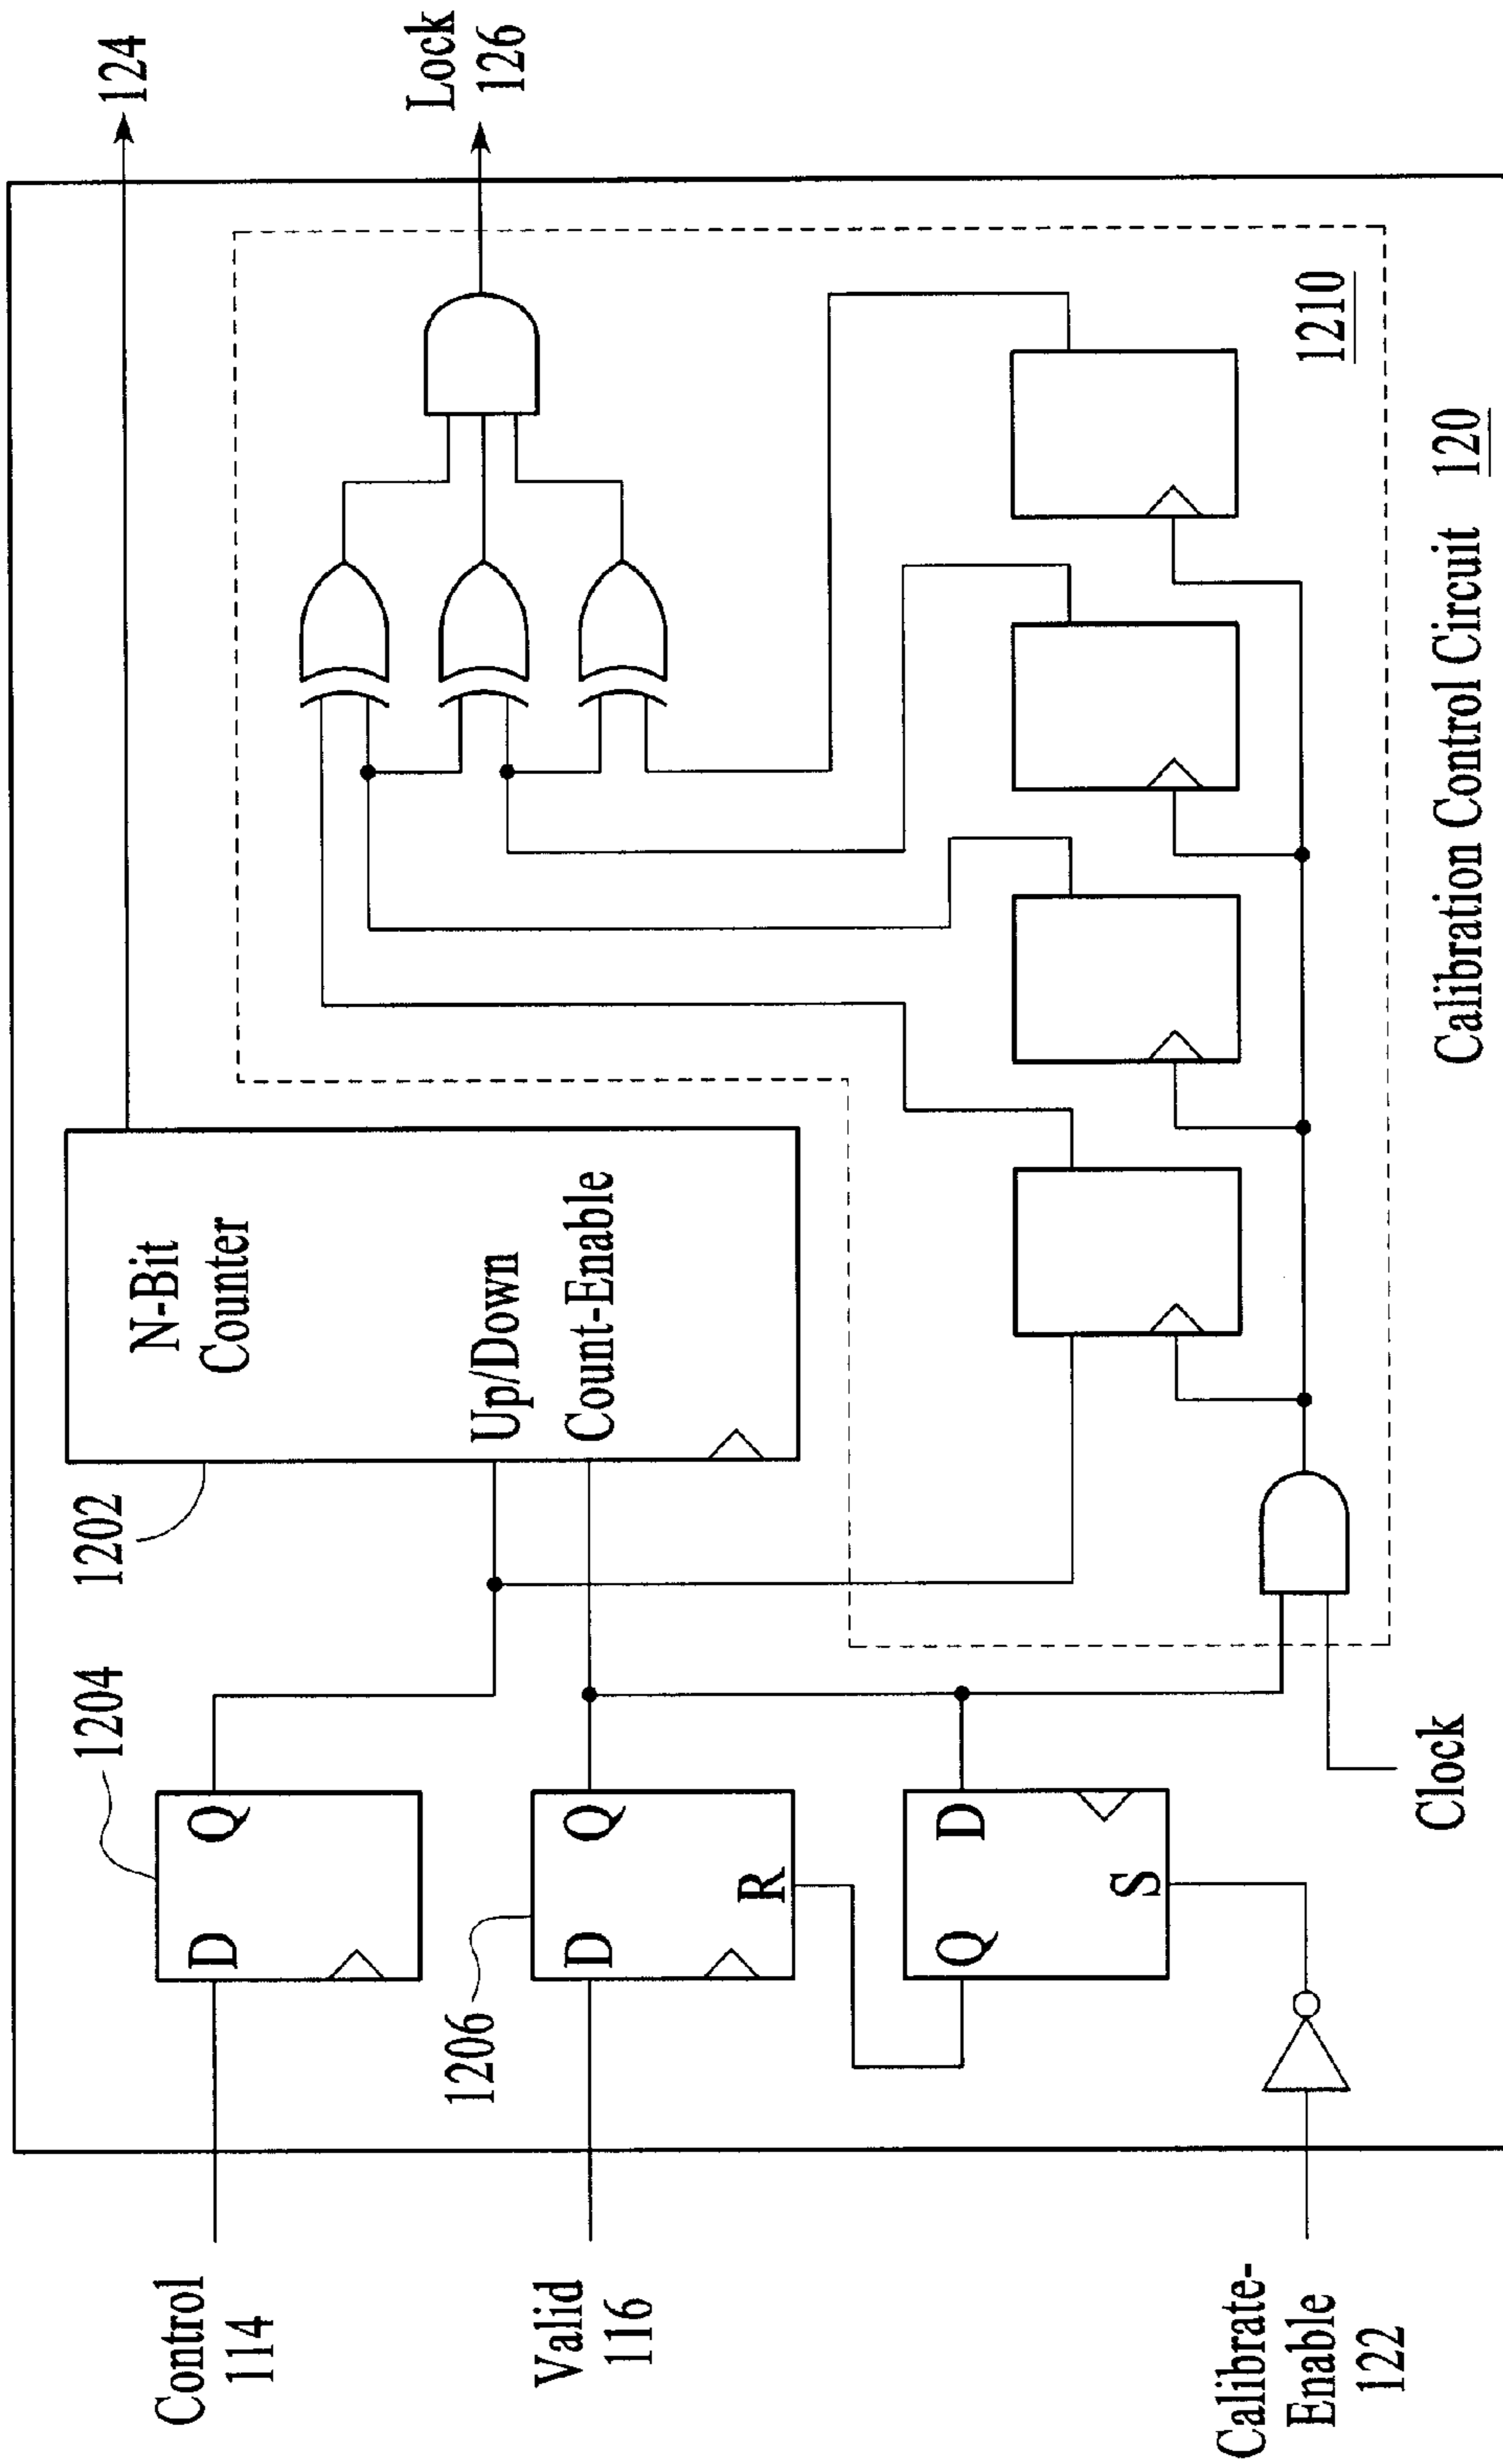 124
Lock
126
N-Bit
Counter
Up/Down
Count-Enable
1202
1204
D
Q
Control
114
1206
D
Q
R
Valid
116
Q
D
S
Calibrate-
Enable
122
Clock
1210
Calibration Control Circuit 120